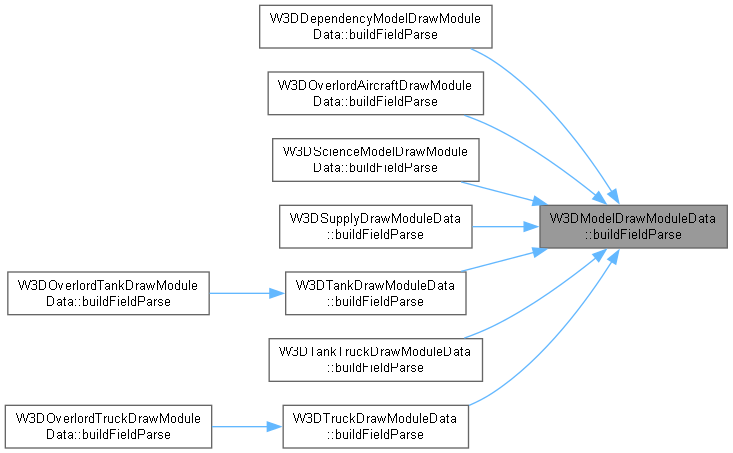 W3DDependencyModelDrawModule
Data::buildFieldParse
W3DOverlordAircraftDrawModule
Data::buildFieldParse
W3DScienceModelDrawModule
Data::buildFieldParse
W3DSupplyDrawModuleData
::buildFieldParse
W3DModelDrawModuleData
::buildFieldParse
W3DOverlordTankDrawModule
Data::buildFieldParse
W3DTankDrawModuleData
::buildFieldParse
W3DTankTruckDrawModuleData
::buildFieldParse
W3DOverlordTruckDrawModule
Data::buildFieldParse
W3DTruckDrawModuleData
::buildFieldParse